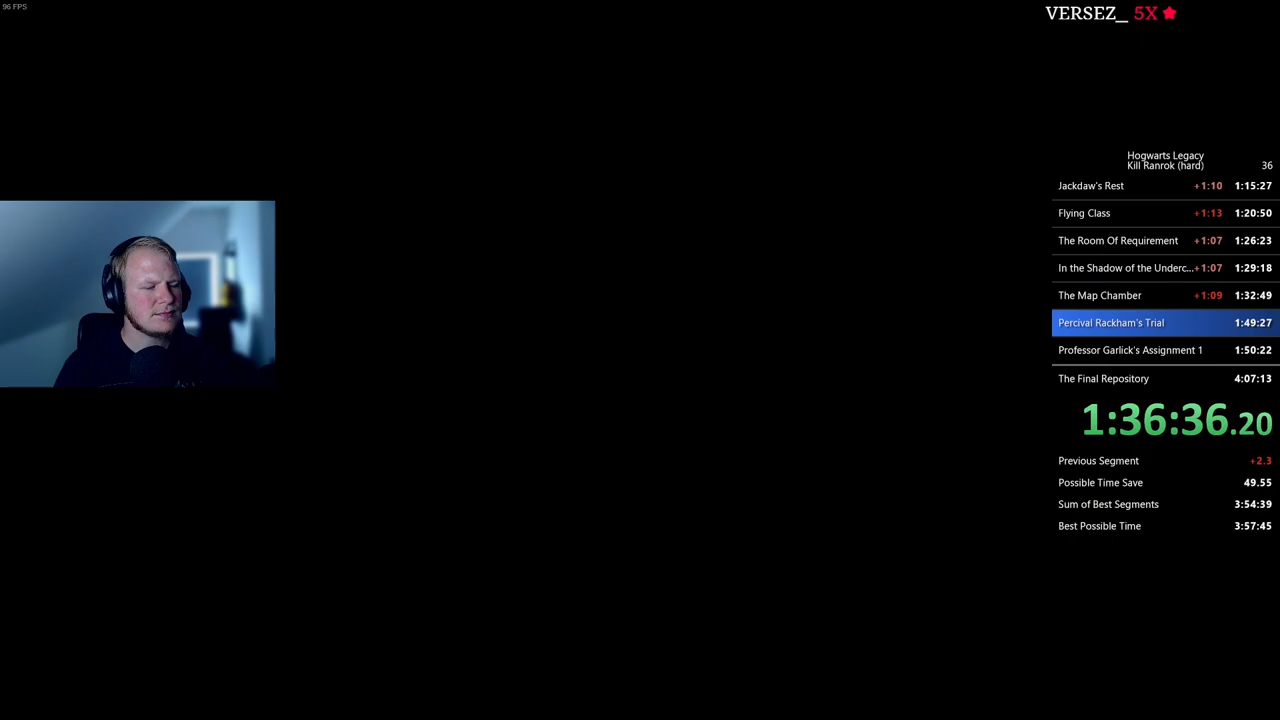 96 FPS
VERSEZ_ 5X
Hogwarts Legacy
Kill Ranrok (hard) 36
Jackdaw's Rest +1:10 1:15:27
Flying Class +1:13 1:20:50
The Room Of Requirement +1:07 1:26:23
In the Shadow of the Underc... +1:07 1:29:18
The Map Chamber +1:09 1:32:49
Percival Rackham's Trial 1:49:27
Professor Garlick's Assignment 1 1:50:22
The Final Repository 4:07:13
1:36:36.20
Previous Segment +2.3
Possible Time Save 49.55
Sum of Best Segments 3:54:39
Best Possible Time 3:57:45